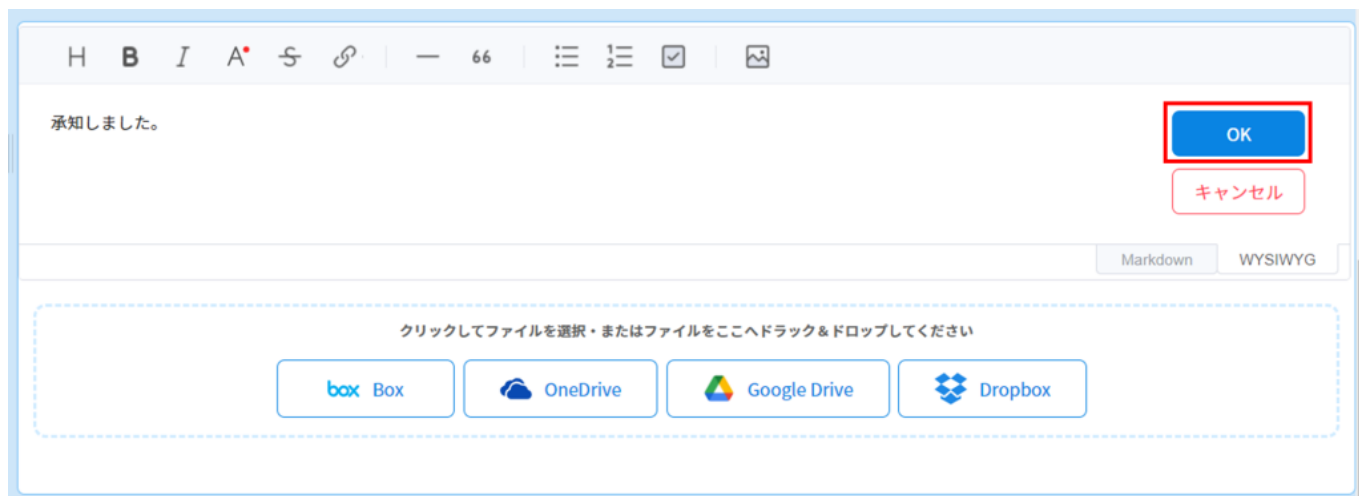 H B I A S 66
承知しました。
OK
キャンセル
Markdown WYSIWYG
クリックしてファイルを選択・またはファイルをここへドラック&ドロップしてください
box Box OneDrive Google Drive Dropbox